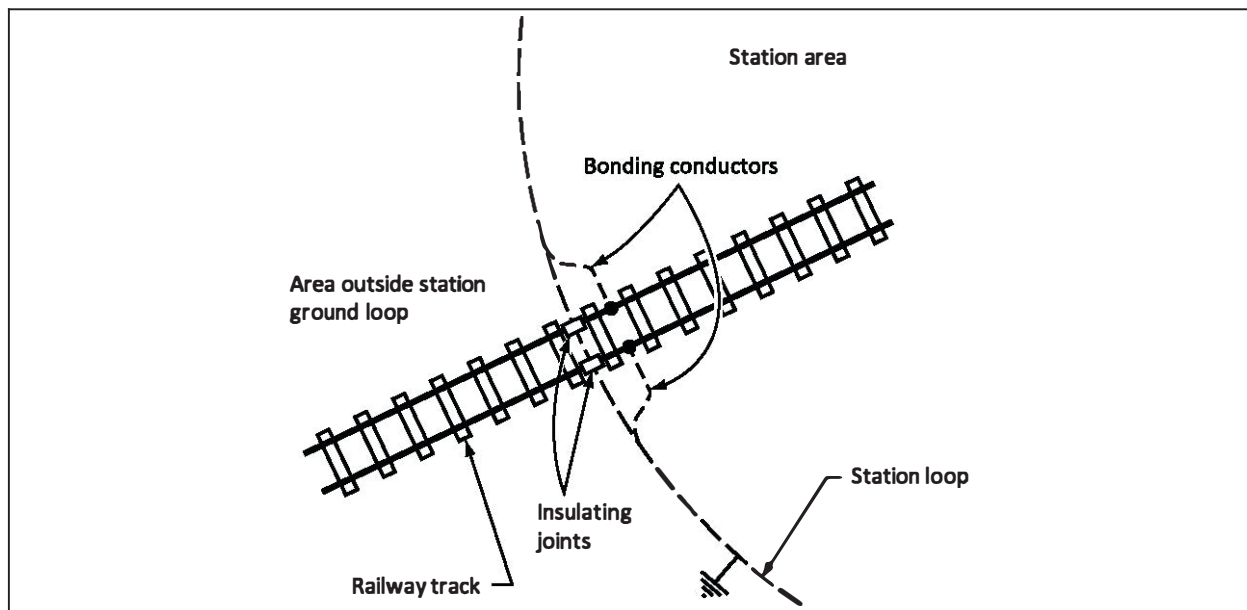 Station area
Bonding conductors
Area outside station
ground loop
Station loop
Insulating
joints
Railway track